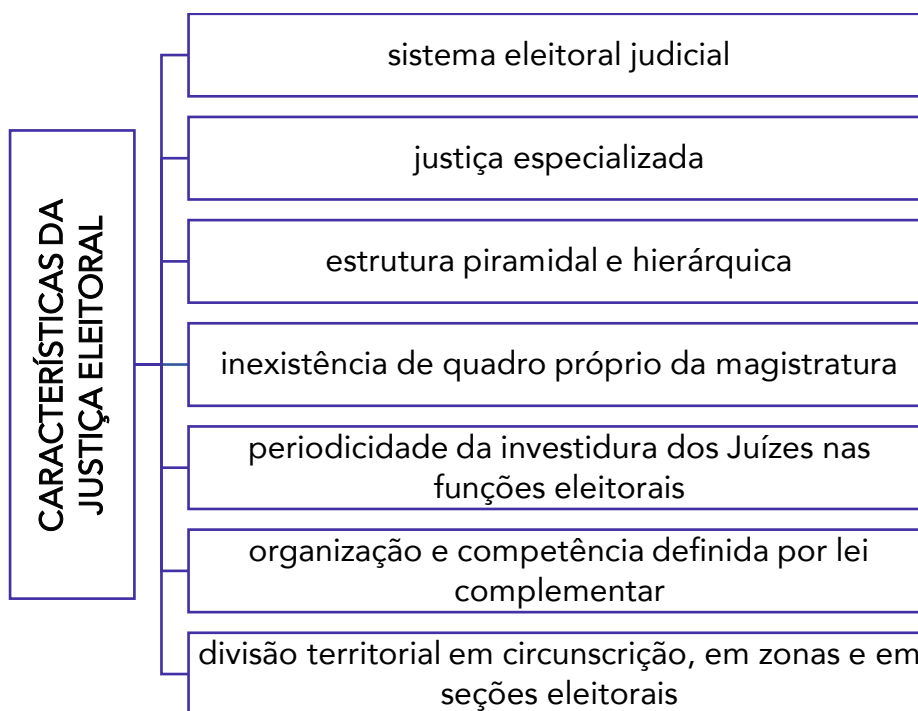 CARACTERÍSTICAS DA
JUSTIÇA ELEITORAL
sistema eleitoral judicial
justiça especializada
estrutura piramidal e hierárquica
inexistência de quadro próprio da magistratura
periodicidade da investidura dos Juízes nas
funções eleitorais
organização e competência definida por lei
complementar
divisão territorial em circunscrição, em zonas e em
seções eleitorais